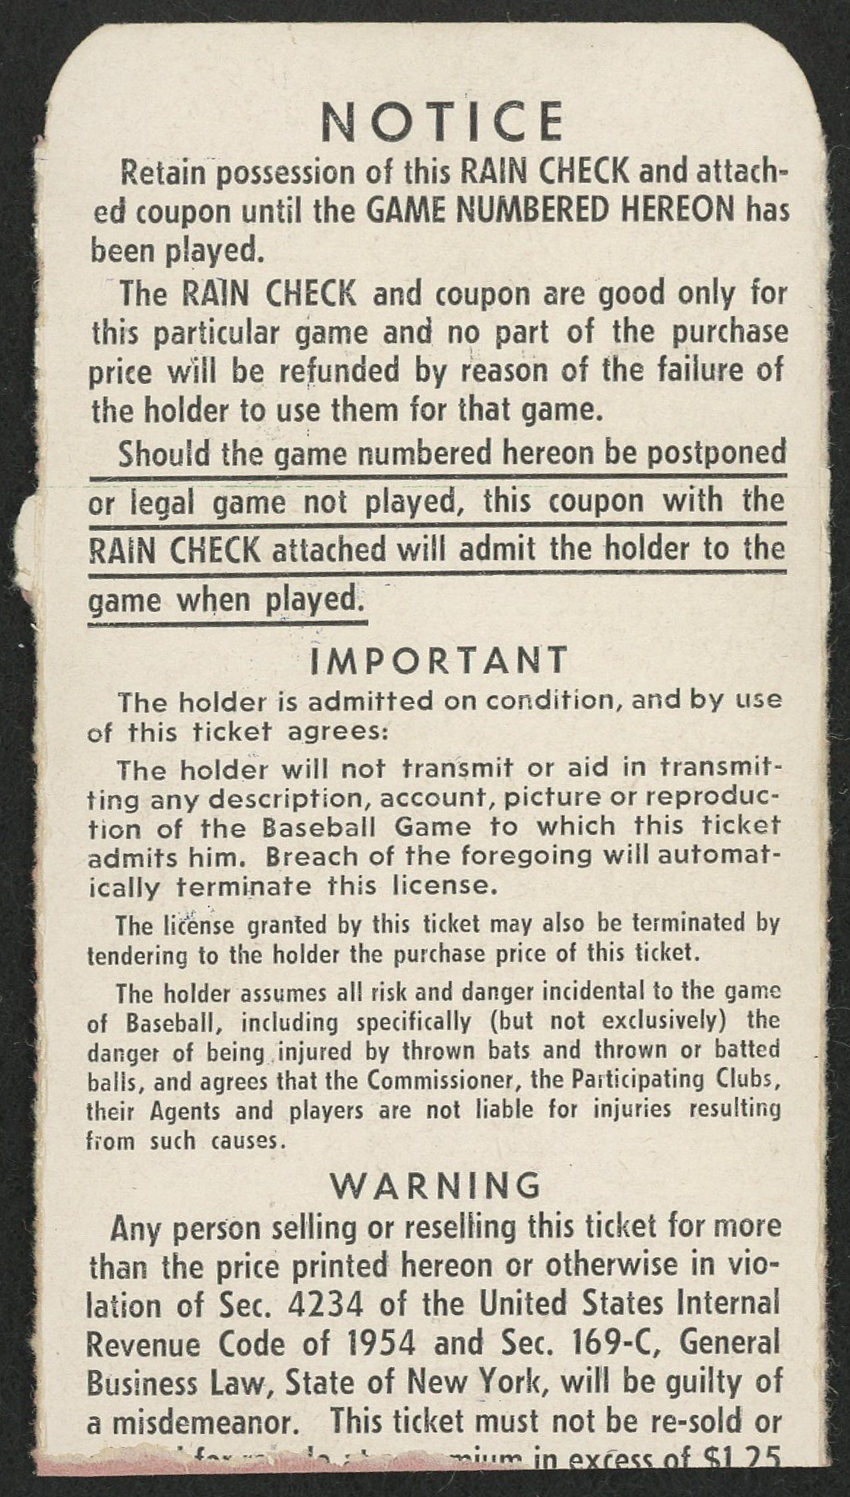 NOTICE
Retain possession of this RAIN CHECK and attach-
ed coupon until the GAME NUMBERED HEREON has
been played.
The RAIN CHECK and coupon are good only for
this particular game and no part of the purchase
price will be refunded by reason of the failure of
the holder to use them for that game.
Should the game numbered hereon be postponed
or legal game not played, this coupon with the
RAIN CHECK attached will admit the holder to the
game when played.
IMPORTANT
The holder is admitted on condition, and by use
of this ticket agrees:
The holder will not transmit or aid in transmit-
ting any description, account, picture or reproduc-
tion of the Baseball Game to which this ticket
admits him. Breach of the foregoing will automat-
ically terminate this license.
The license granted by this ticket may also be terminated by
tendering to the holder the purchase price of this ticket.
The holder assumes all risk and danger incidental to the game
of Baseball, including specifically (but not exclusively) the
danger of being injured by thrown bats and thrown or batted
balls, and agrees that the Commissioner, the Participating Clubs,
their Agents and players are not liable for injuries resulting
from such causes.
WARNING
Any person selling or reselling this ticket for more
than the price printed hereon or otherwise in vio-
lation of Sec. 4234 of the United States Internal
Revenue Code of 1954 and Sec. 169-C, General
Business Law, State of New York, will be guilty of
a misdemeanor. This ticket must not be re-sold or
for in excess of $1.25